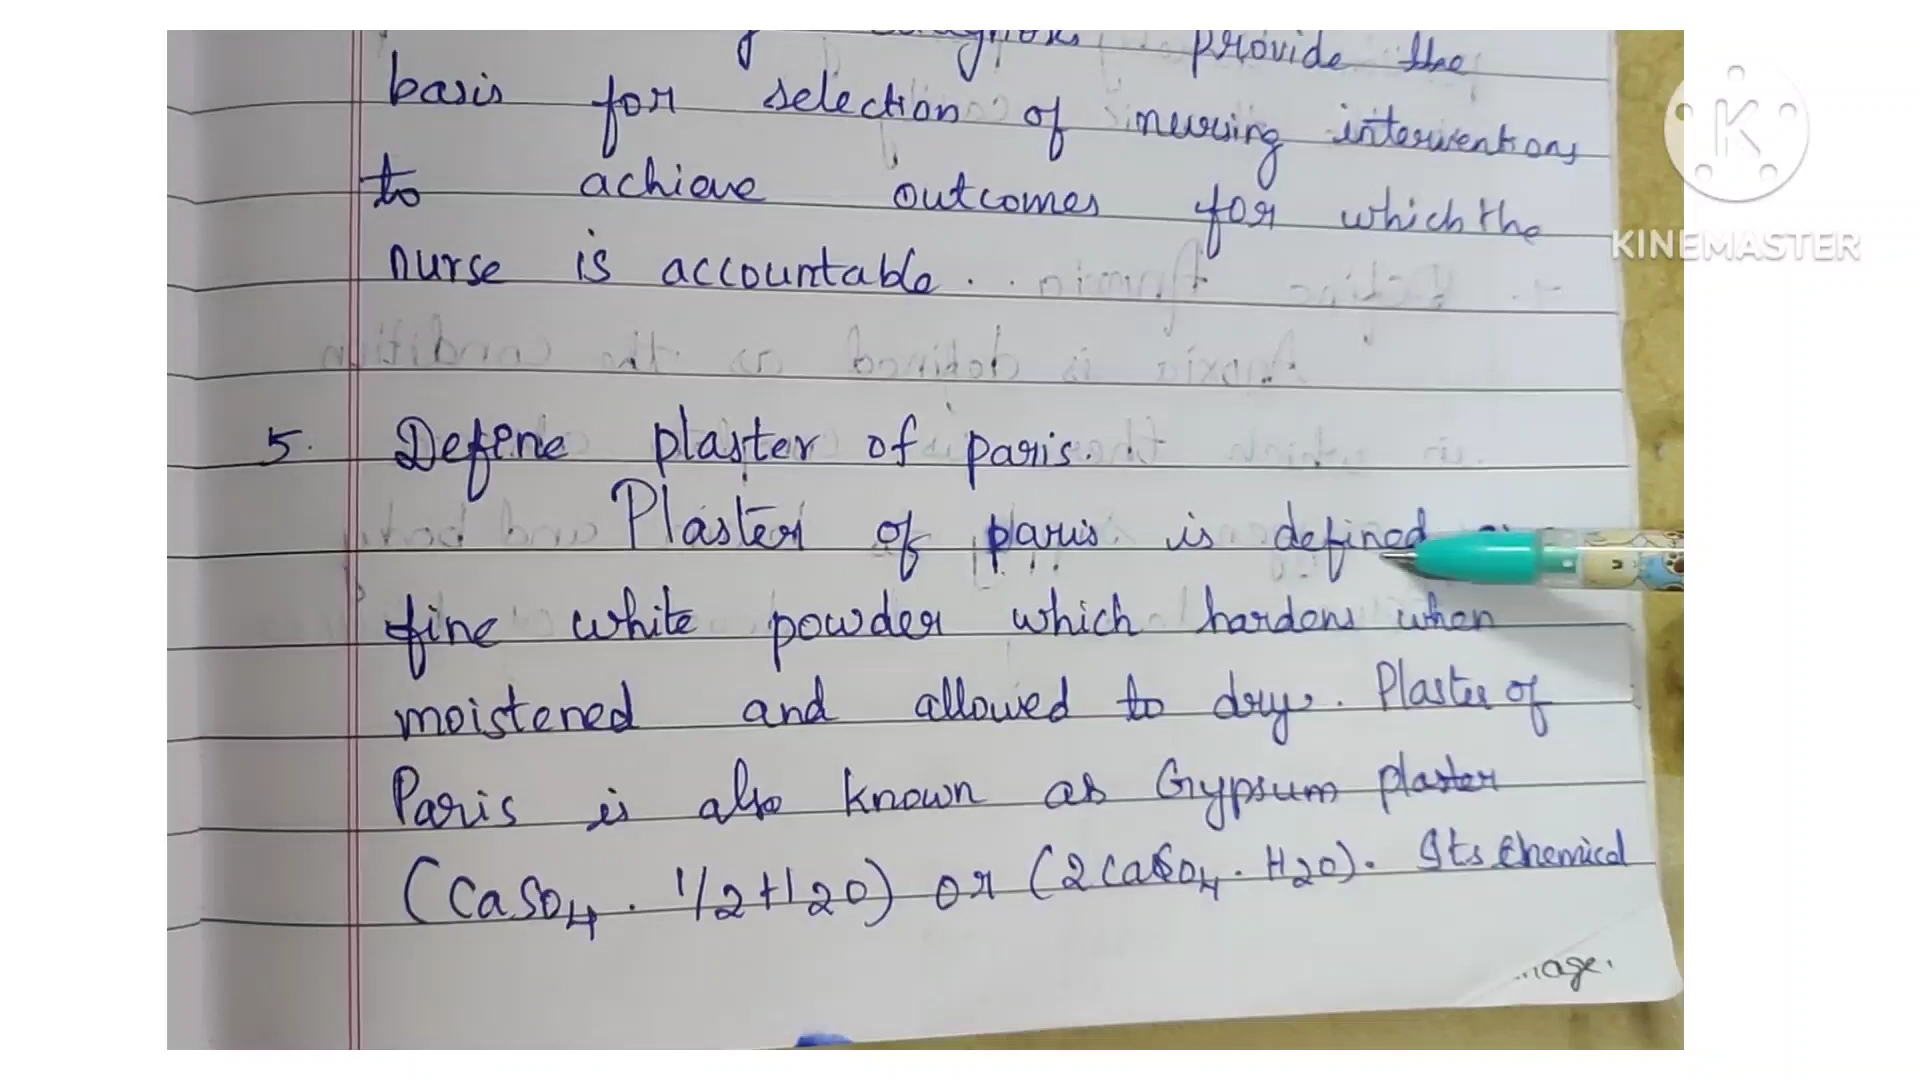 provide the
basis for selection of nursing interventions
to achieve outcomes for which the
nurse is accountable.
5. Define plaster of paris.
Plaster of paris is defined
fine white powder which hardens when
moistened and allowed to dry. Plaster of
Paris is also known as Gypsum plaster
(CaSO4 . 1/2 H2O) or (2CaSO4 . H2O). Its chemical
KINEMASTER